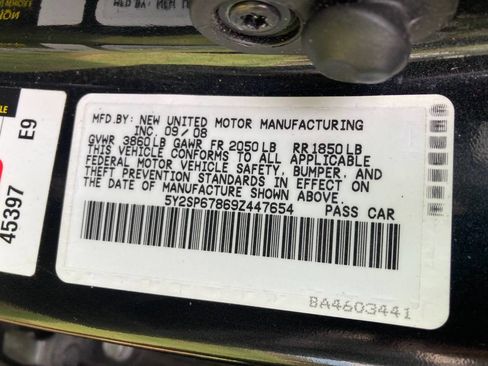 MFD.BY: NEW UNITED MOTOR MANUFACTURING
INC. 09/08
GVWR 3860LB GAWR FR 2050LB RR1850LB
THIS VEHICLE CONFORMS TO ALL APPLICABLE
FEDERAL MOTOR VEHICLE SAFETY, BUMPER, AND
THEFT PREVENTION STANDARDS IN EFFECT ON
THE DATE OF MANUFACTURE SHOWN ABOVE.
5Y2SP67869Z447654 PASS CAR
BA4603441
E9
45397